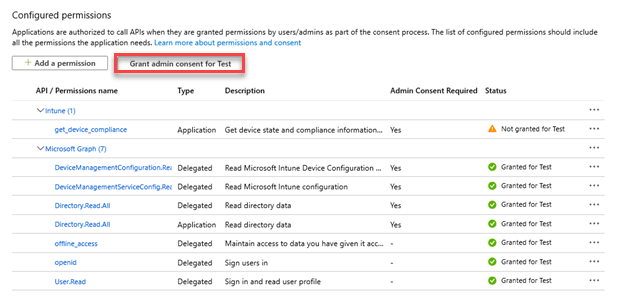 Configured permissions
Applications are authorized to call APIs when they are granted permissions by users/admins as part of the consent process. The list of configured permissions should include
all the permissions the application needs. Learn more about permissions and consent
+ Add a permission Grant admin consent for Test
API / Permissions name Type Description Admin Consent Required Status
Intune (1) ...
get_device_compliance Application Get device state and compliance information... Yes Not granted for Test ...
Microsoft Graph (7) ...
DeviceManagementConfiguration.Rea Delegated Read Microsoft Intune Device Configuration ... Yes Granted for Test ...
DeviceManagementServiceConfig.Rea Delegated Read Microsoft Intune configuration Yes Granted for Test ...
Directory.Read.All Delegated Read directory data Yes Granted for Test ...
Directory.Read.All Application Read directory data Yes Granted for Test ...
offline_access Delegated Maintain access to data you have given it acc... - Granted for Test ...
openid Delegated Sign users in - Granted for Test ...
User.Read Delegated Sign in and read user profile - Granted for Test ...